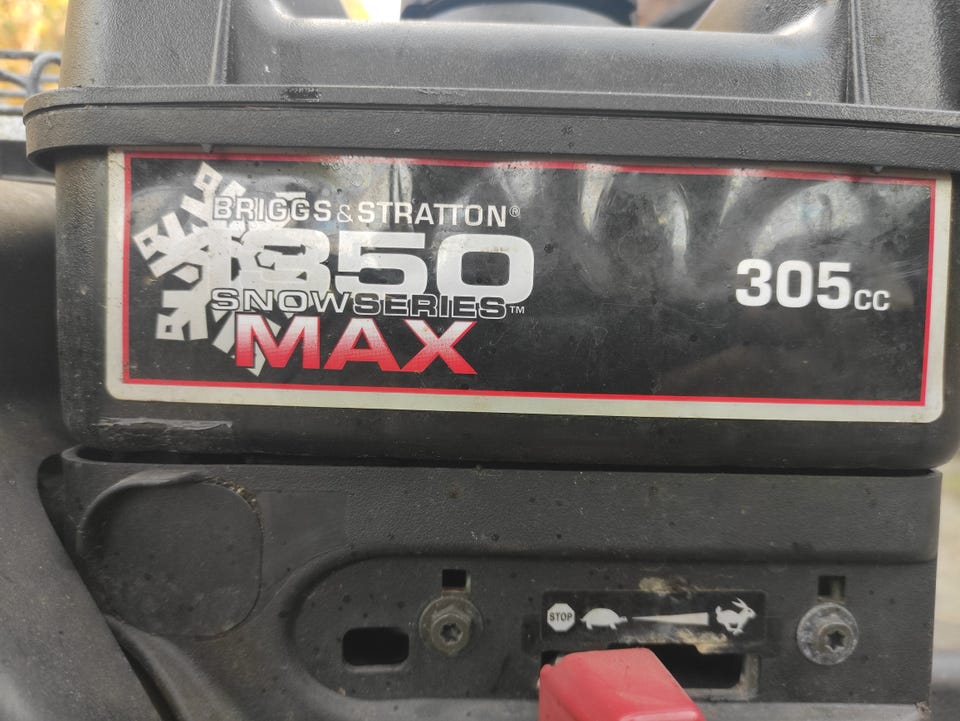 BRIGGS & STRATTON®
1350
SNOWSERIES™
MAX
305cc
STOP